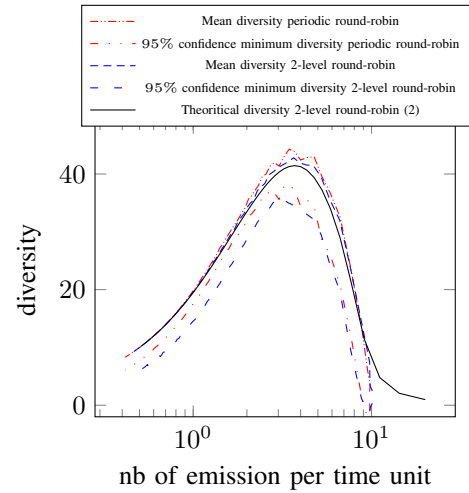 Mean diversity periodic round-robin
95% confidence minimum diversity periodic round-robin
Mean diversity 2-level round-robin
95% confidence minimum diversity 2-level round-robin
Theoritical diversity 2-level round-robin (2)
40
20
0
diversity
10^0
10^1
nb of emission per time unit